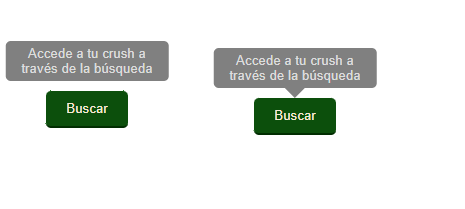 Accede a tu crush a
través de la búsqueda
Buscar
Accede a tu crush a
través de la búsqueda
Buscar